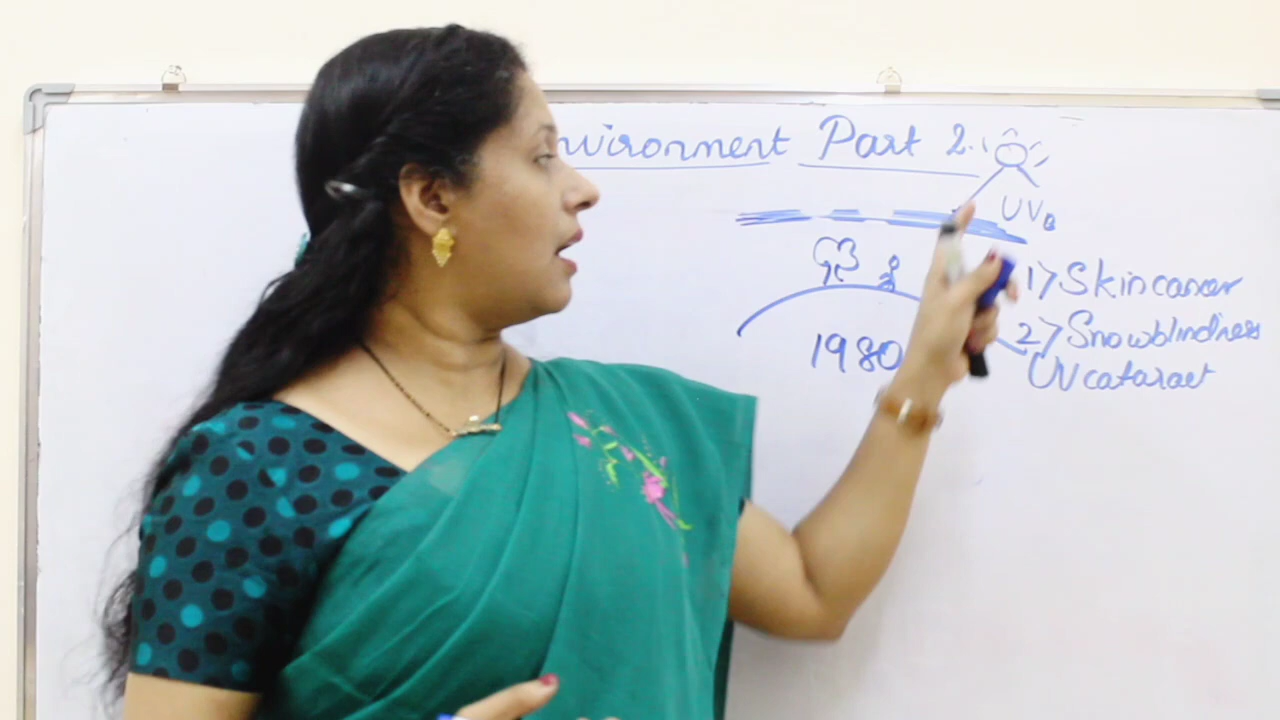 nvironment Part 2.
UVB
1) Skin cancer
2) Snowblindness
UV cataract
1980